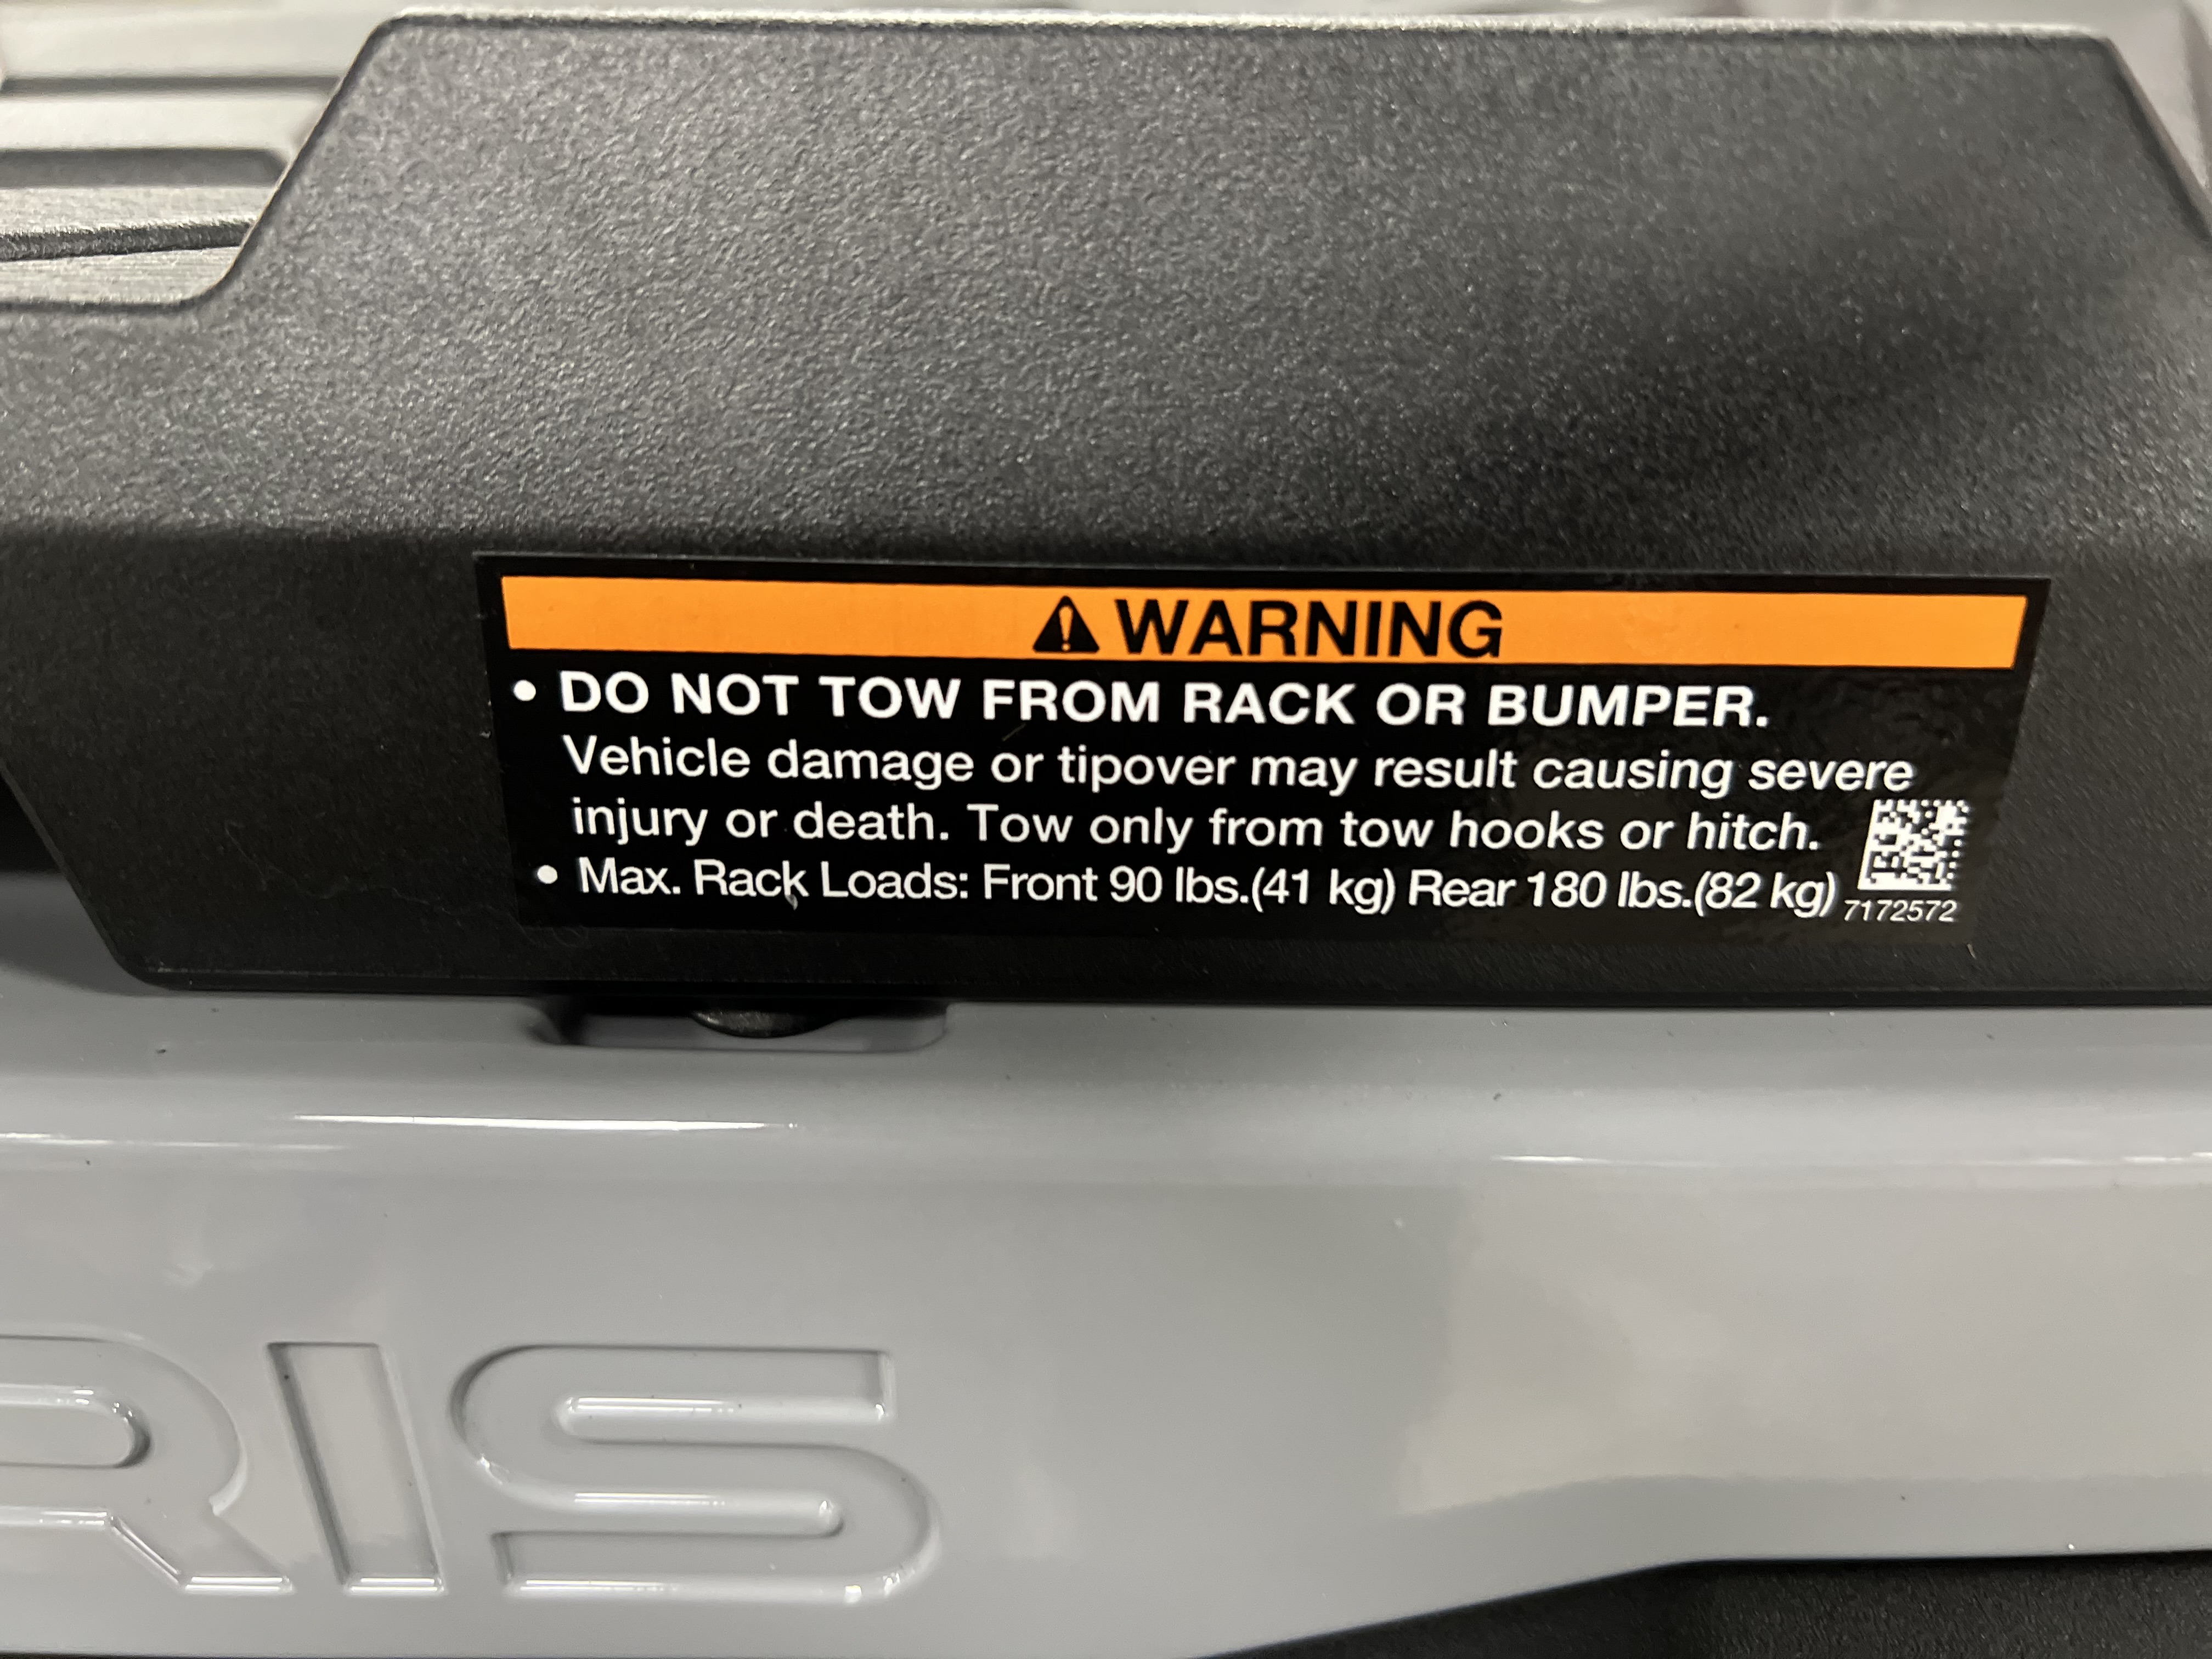 WARNING
• DO NOT TOW FROM RACK OR BUMPER.
Vehicle damage or tipover may result causing severe
injury or death. Tow only from tow hooks or hitch.
• Max. Rack Loads: Front 90 lbs.(41 kg) Rear 180 lbs.(82 kg)
7172572
RIS